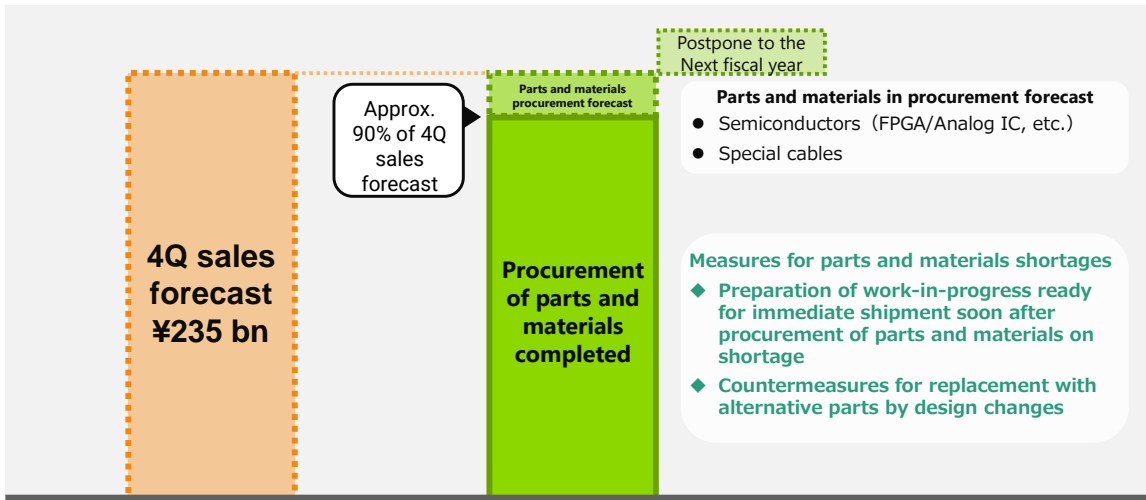 Postpone to the
Next fiscal year
Parts and materials
procurement forecast
Approx.
90% of 4Q
sales
forecast
Parts and materials in procurement forecast
● Semiconductors（FPGA/Analog IC, etc.）
● Special cables
4Q sales
forecast
¥235 bn
Procurement
of parts and
materials
completed
Measures for parts and materials shortages
◆ Preparation of work-in-progress ready
for immediate shipment soon after
procurement of parts and materials on
shortage
◆ Countermeasures for replacement with
alternative parts by design changes